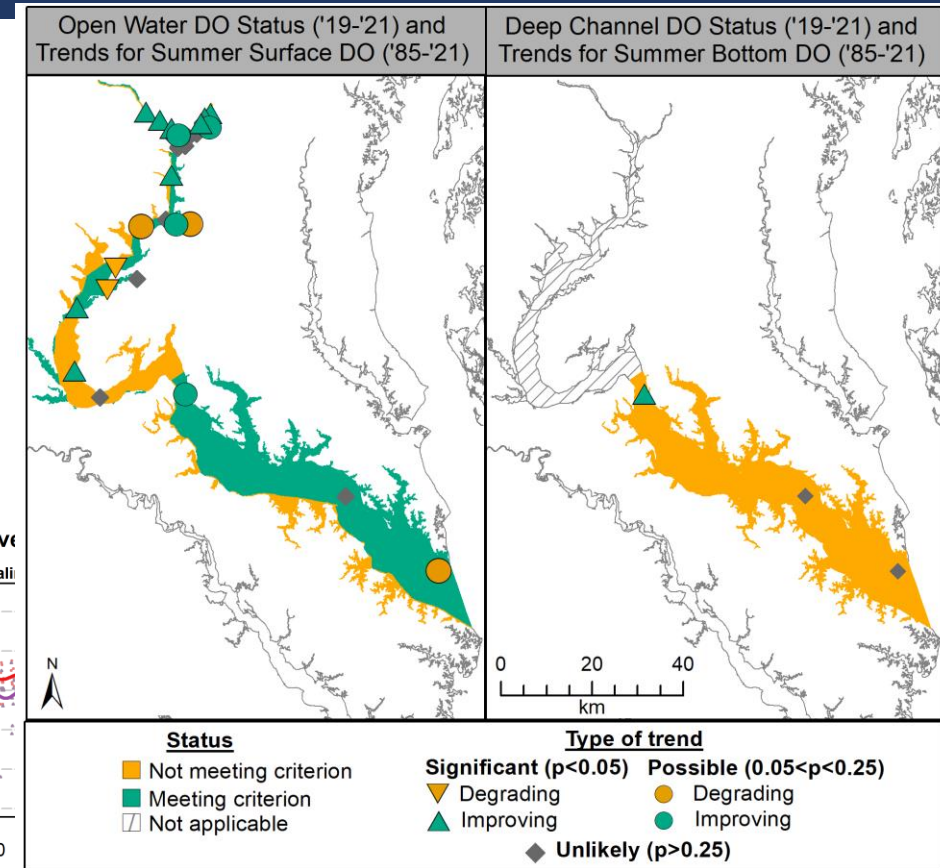 Open Water DO Status ('19-'21) and
Trends for Summer Surface DO ('85-'21)
Deep Channel DO Status ('19-'21) and
Trends for Summer Bottom DO ('85-'21)
N
0 20 40
km
Status
Not meeting criterion
Meeting criterion
Not applicable
Type of trend
Significant (p<0.05) Possible (0.05<p<0.25)
Degrading Degrading
Improving Improving
Unlikely (p>0.25)